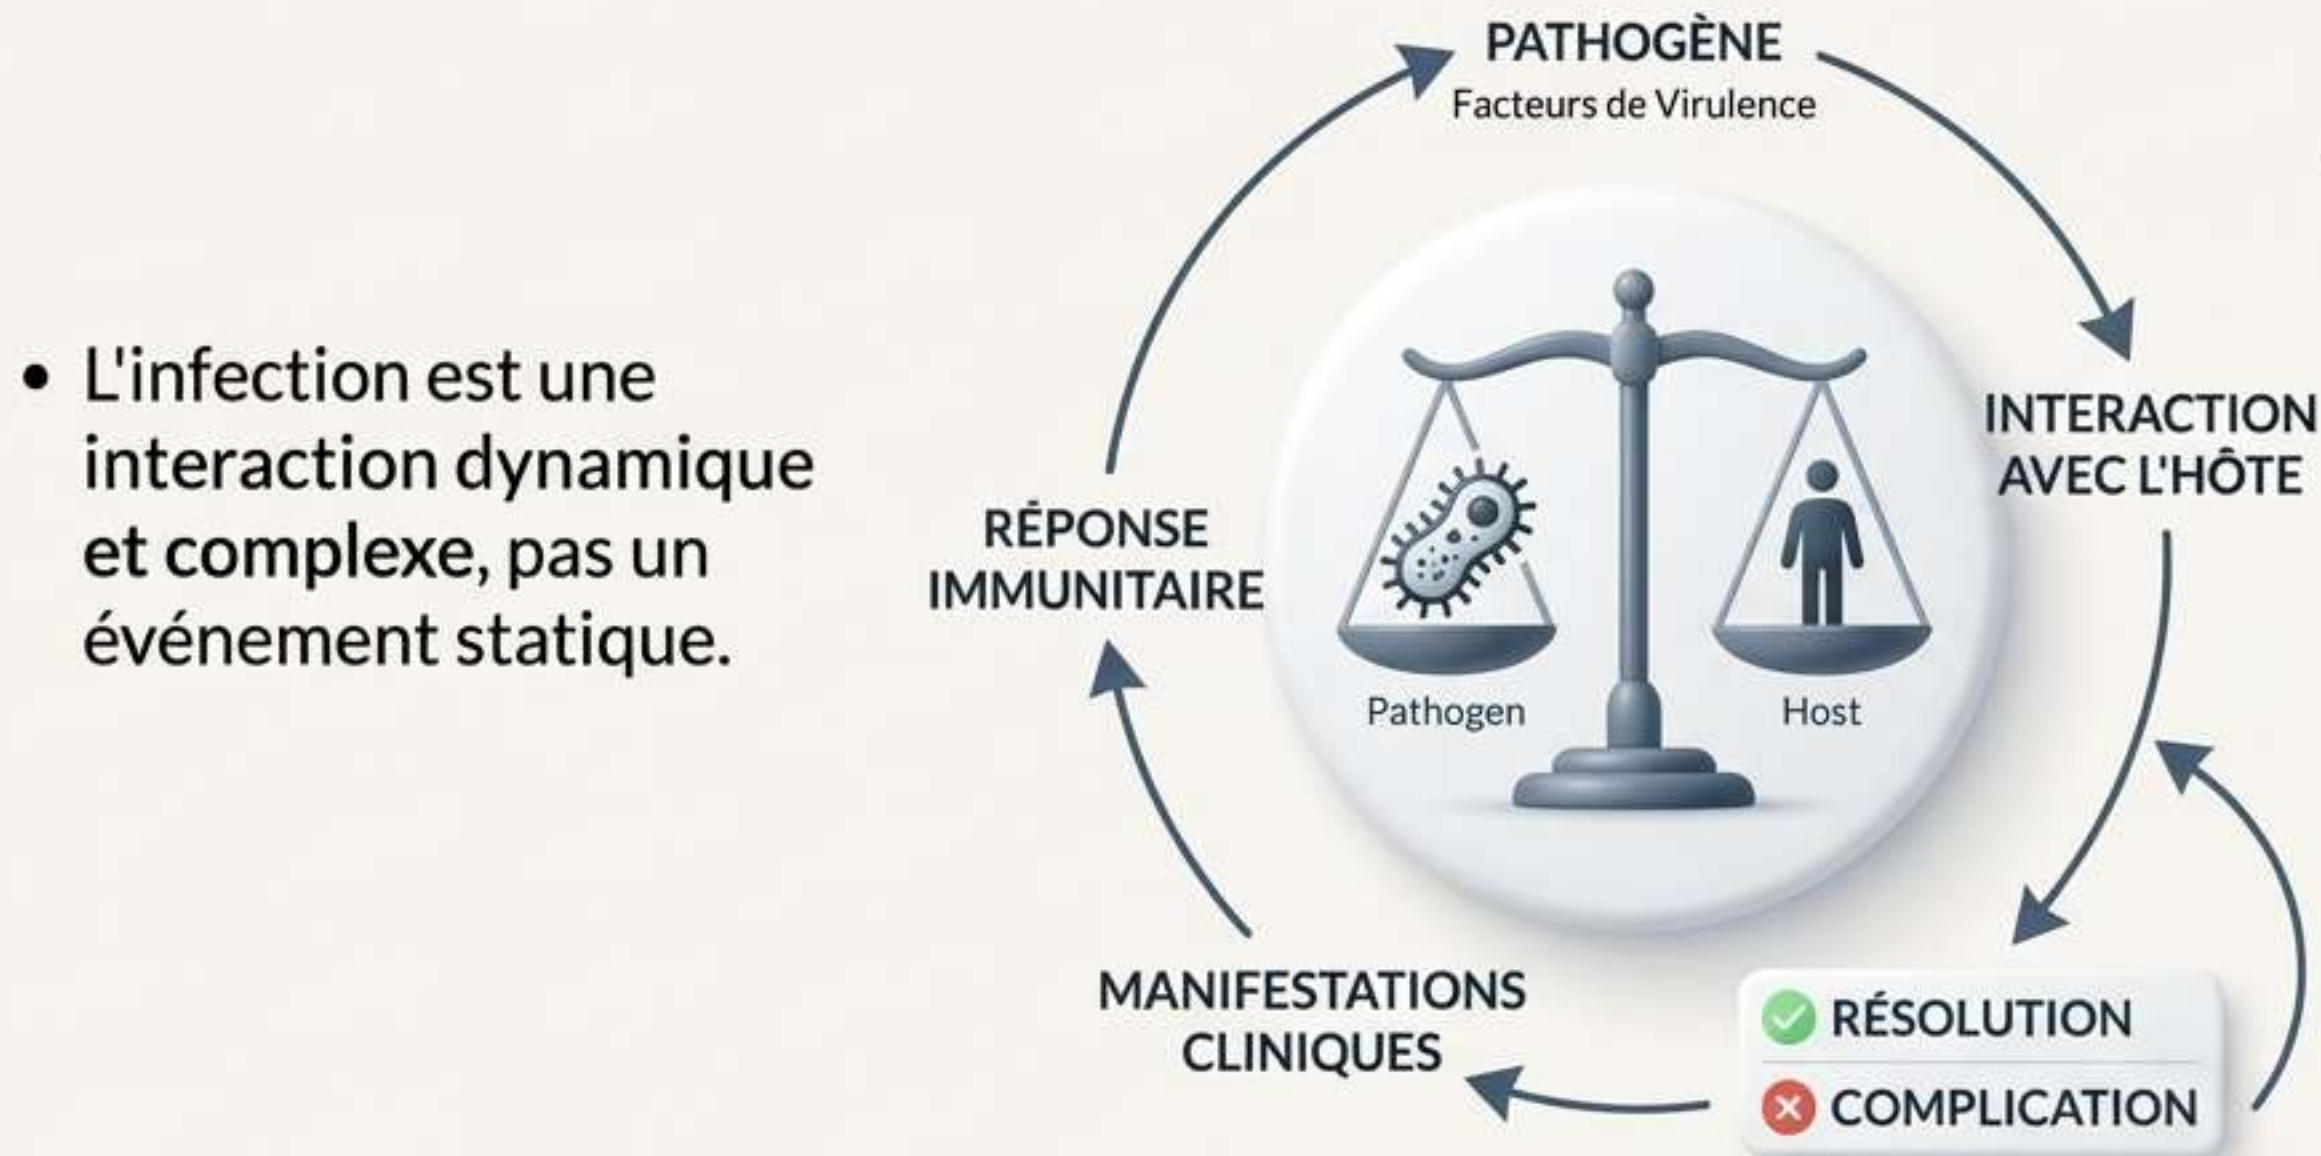 • L'infection est une
interaction dynamique
et complexe, pas un
événement statique.
PATHOGÈNE
Facteurs de Virulence
INTERACTION
AVEC L'HÔTE
RÉPONSE
IMMUNITAIRE
Pathogen
Host
MANIFESTATIONS
CLINIQUES
RÉSOLUTION
COMPLICATION